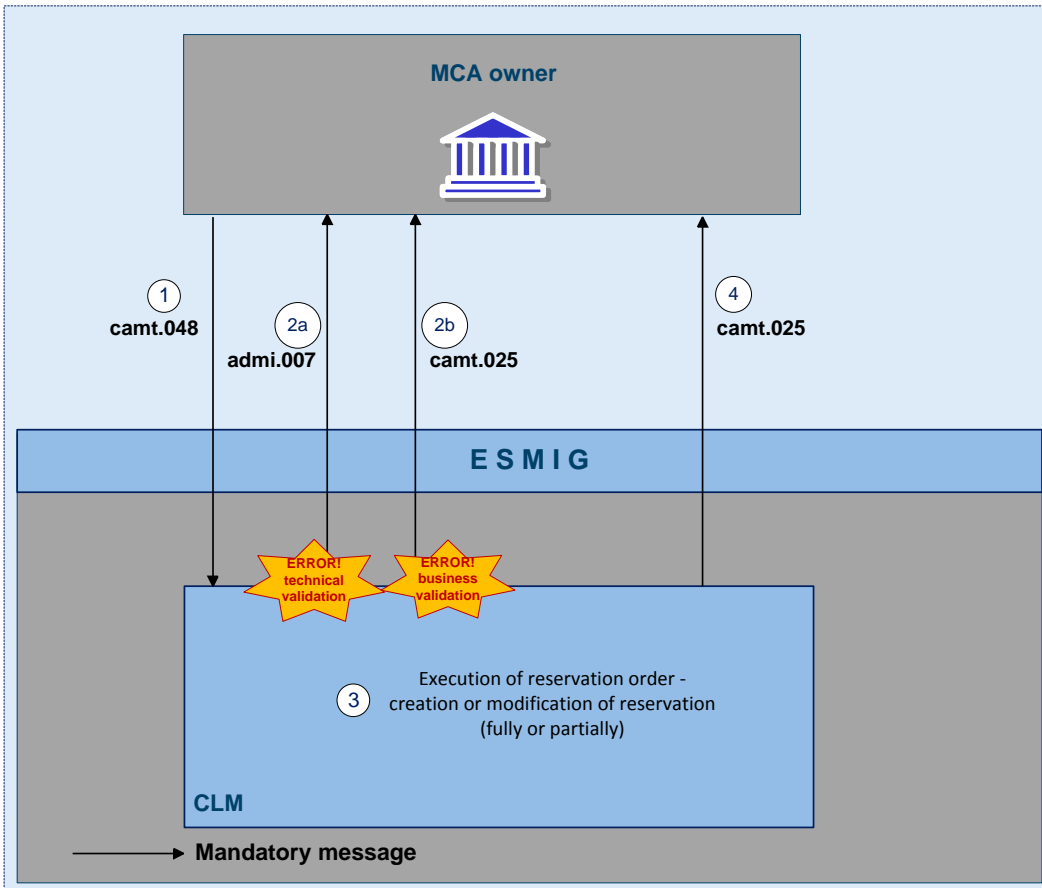 MCA owner
1
camt.048
2a
admi.007
2b
camt.025
4
camt.025
E S M I G
ERROR!
technical
validation
ERROR!
business
validation
3
Execution of reservation order -
creation or modification of reservation
(fully or partially)
CLM
Mandatory message